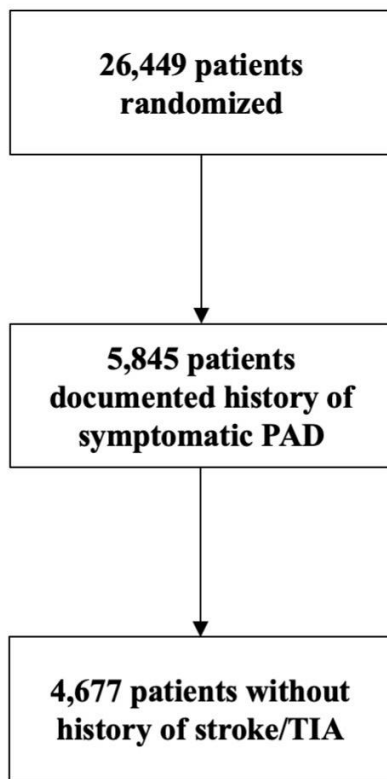 26,449 patients
randomized
5,845 patients
documented history of
symptomatic PAD
4,677 patients without
history of stroke/TIA